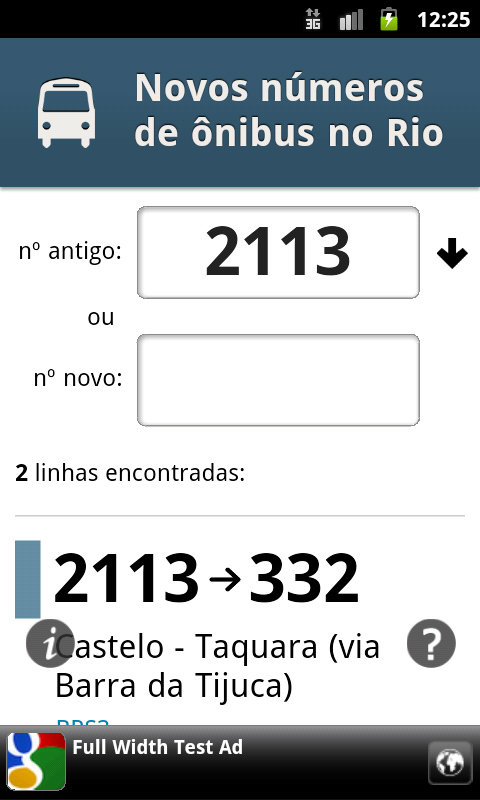 3G 12:25
Novos números
de ônibus no Rio
nº antigo: 2113
ou
nº novo:
2 linhas encontradas:
2113→332
i Castelo - Taquara (via ?
Barra da Tijuca)
Full Width Test Ad